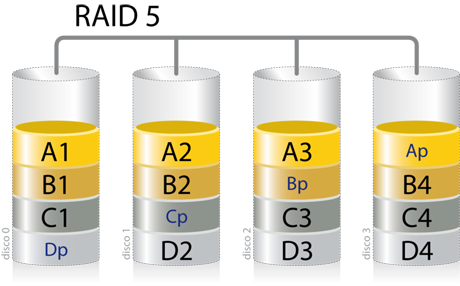 RAID 5
A1 A2 A3 Ap
B1 B2 Bp B4
C1 Cp C3 C4
Dp D2 D3 D4
disco 0 disco 1 disco 2 disco 3